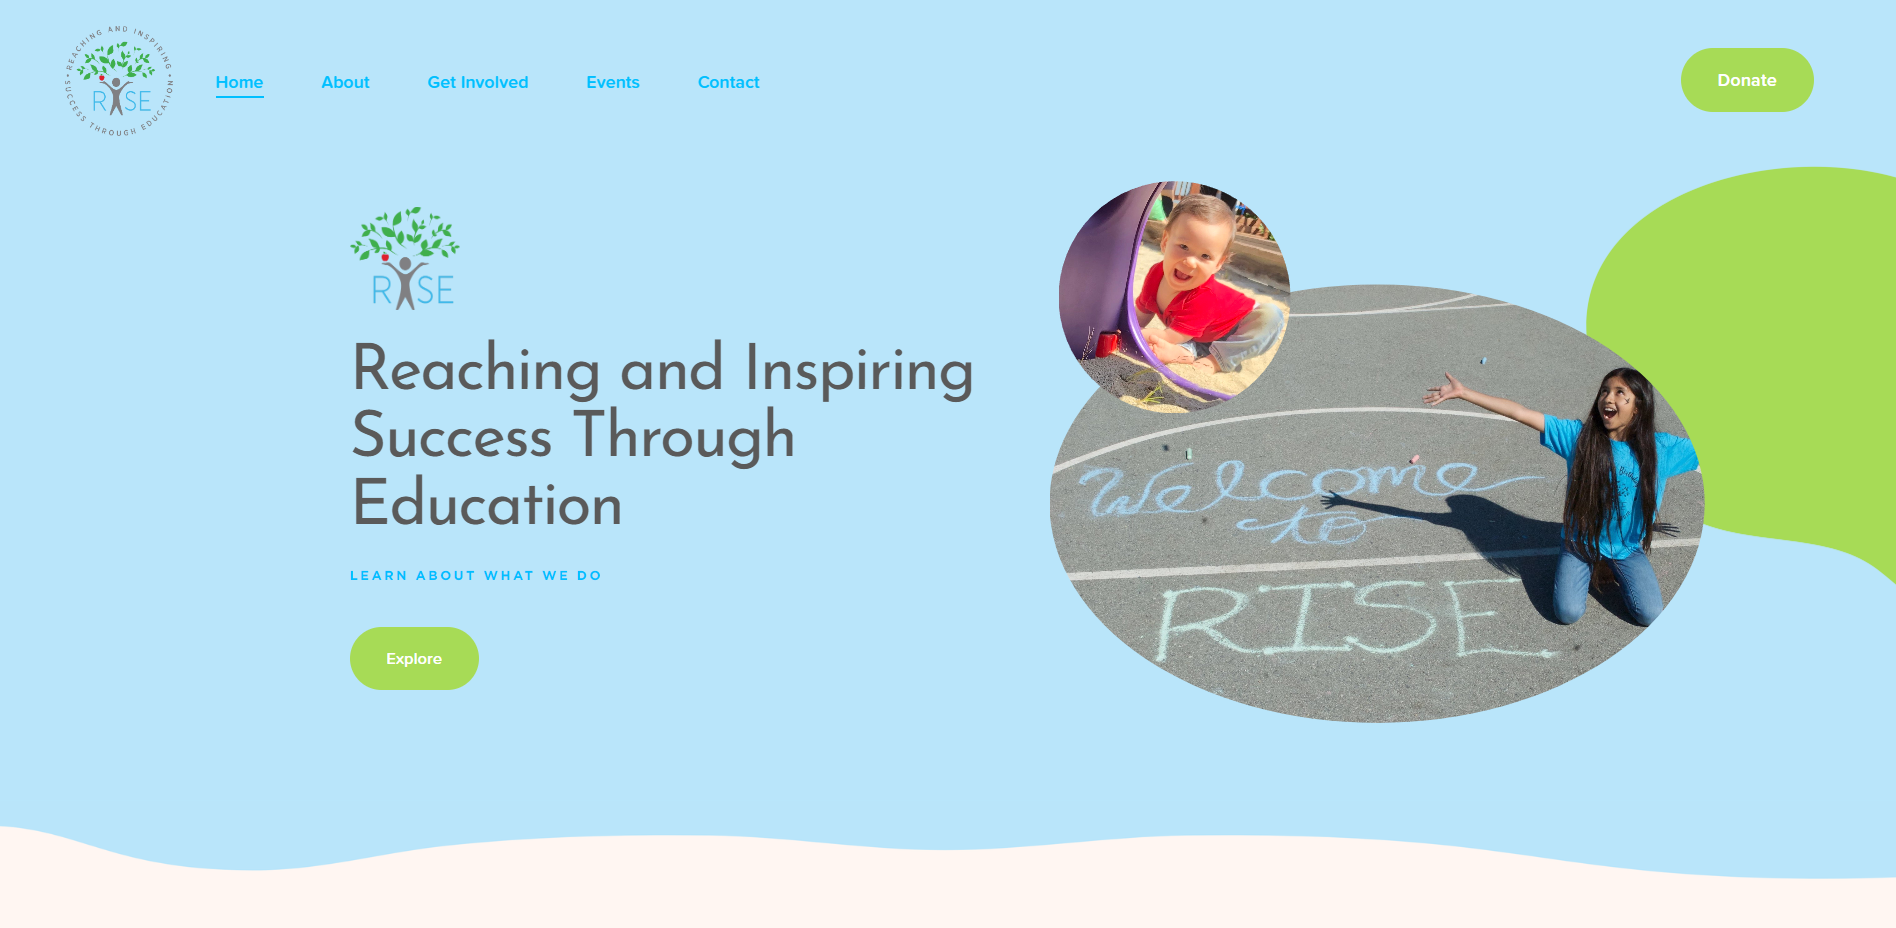 REACHING AND INSPIRING
SUCCESS THROUGH EDUCATION
RISE
Home
About
Get Involved
Events
Contact
Donate
RISE
Reaching and Inspiring
Success Through
Education
LEARN ABOUT WHAT WE DO
Explore
Welcome
to
RISE